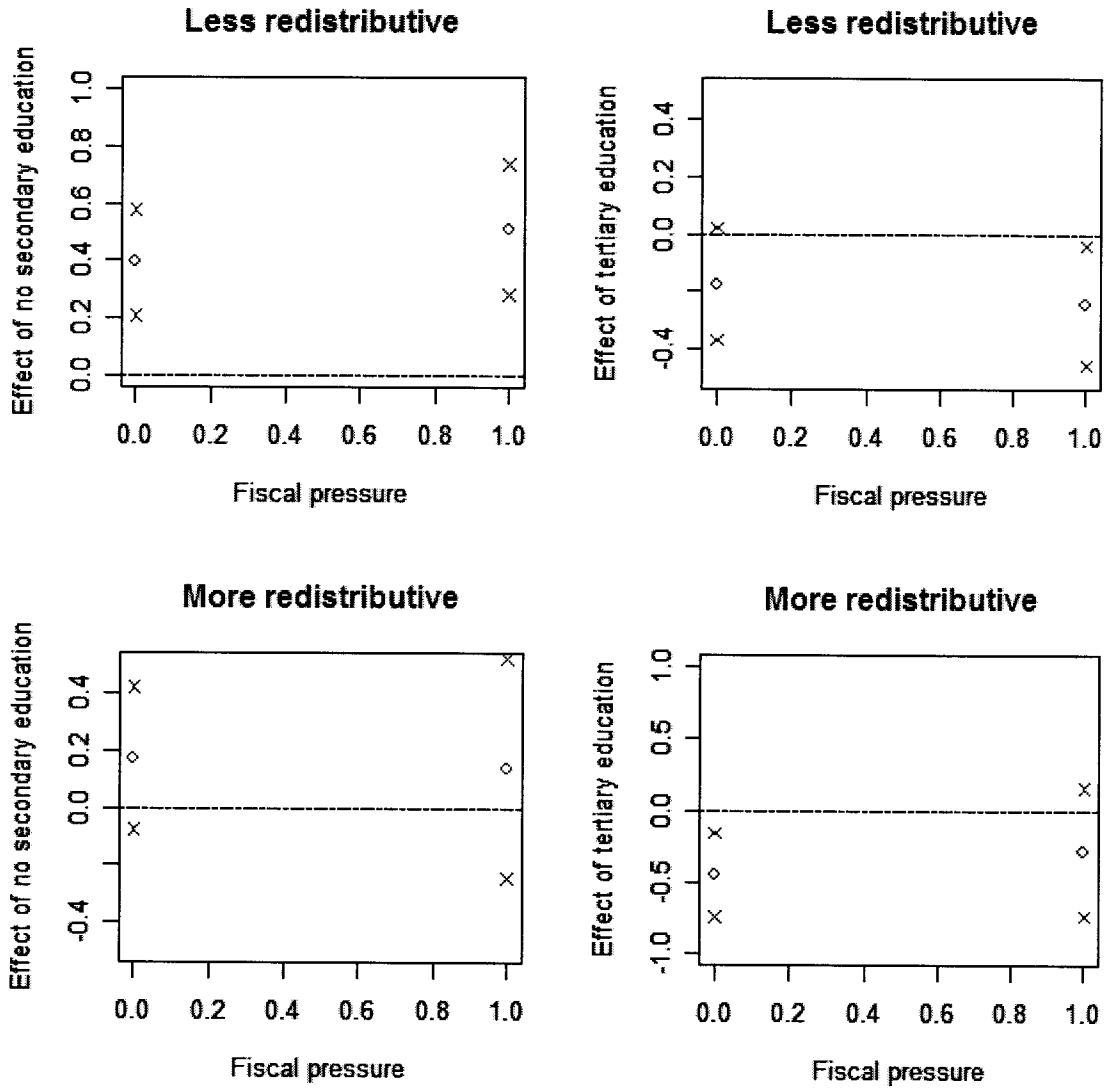 Less redistributive
Effect of no secondary education
1.0
0.8
0.6
0.4
0.2
0.0
0.0 0.2 0.4 0.6 0.8 1.0
Fiscal pressure
Less redistributive
Effect of tertiary education
0.4
0.2
0.0
-0.4
0.0 0.2 0.4 0.6 0.8 1.0
Fiscal pressure
More redistributive
Effect of no secondary education
0.4
0.2
0.0
-0.4
0.0 0.2 0.4 0.6 0.8 1.0
Fiscal pressure
More redistributive
Effect of tertiary education
1.0
0.5
0.0
-0.5
-1.0
0.0 0.2 0.4 0.6 0.8 1.0
Fiscal pressure